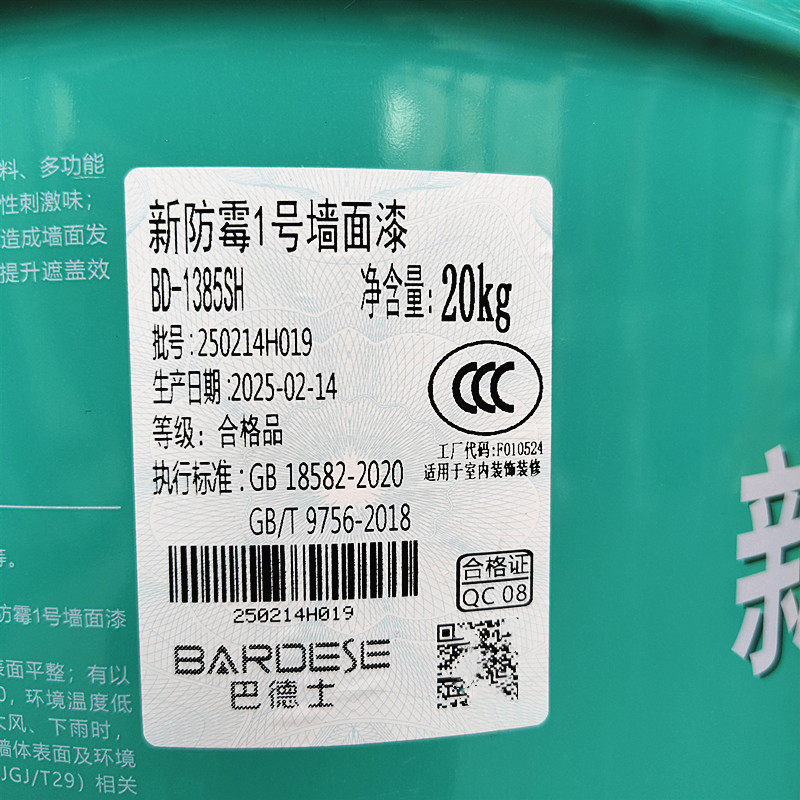 料、多功能
性刺激味；
造成墙面发
提升遮盖效
新防霉1号墙面漆
BD-1385SH
净含量:20kg
批号:250214H019
生产日期:2025-02-14
等级：合格品
执行标准:GB 18582-2020
GB/T 9756-2018
CCC
工厂代码:F010524
适用于室内装饰装修
250214H019
合格证
QC 08
BARDESE
巴德士
新
等。
防霉1号墙面漆
表面平整；有以
0，环境温度低
大风、下雨时，
墙体表面及环境
JGJ/T29）相关